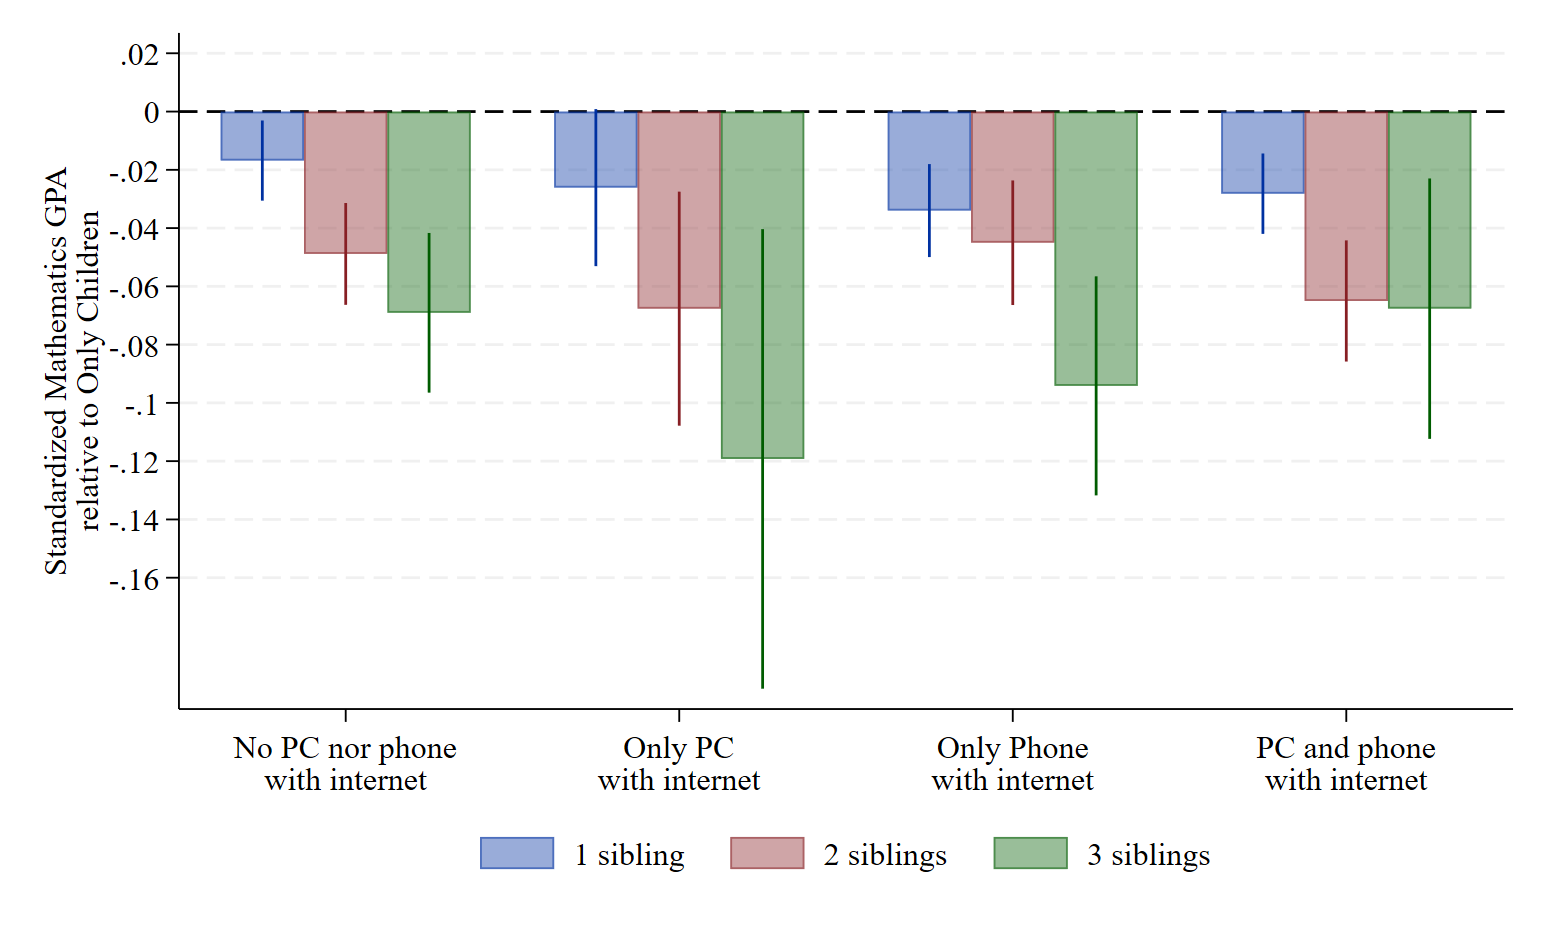 Standardized Mathematics GPA
relative to Only Children
.02
0
-.02
-.04
-.06
-.08
-.1
-.12
-.14
-.16
No PC nor phone
with internet
Only PC
with internet
Only Phone
with internet
PC and phone
with internet
1 sibling
2 siblings
3 siblings